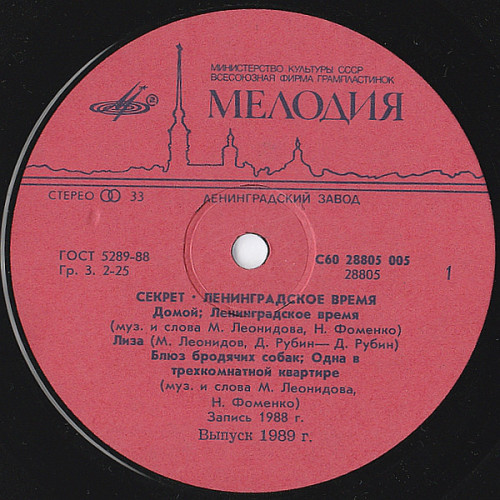 МИНИСТЕРСТВО КУЛЬТУРЫ СССР
ВСЕСОЮЗНАЯ ФИРМА ГРАМПЛАСТИНОК
МЕЛОДИЯ
СТЕРЕО 33
ЛЕНИНГРАДСКИЙ ЗАВОД
ГОСТ 5289-88
Гр. 3. 2-25
С60 28805 005
28805
1
СЕКРЕТ · ЛЕНИНГРАДСКОЕ ВРЕМЯ
Домой; Ленинградское время
(муз. и слова М. Леонидова, Н. Фоменко)
Лиза (М. Леонидов, Д. Рубин— Д. Рубин)
Блюз бродячих собак; Одна в
трехкомнатной квартире
(муз. и слова М. Леонидова,
Н. Фоменко)
Запись 1988 г.
Выпуск 1989 г.